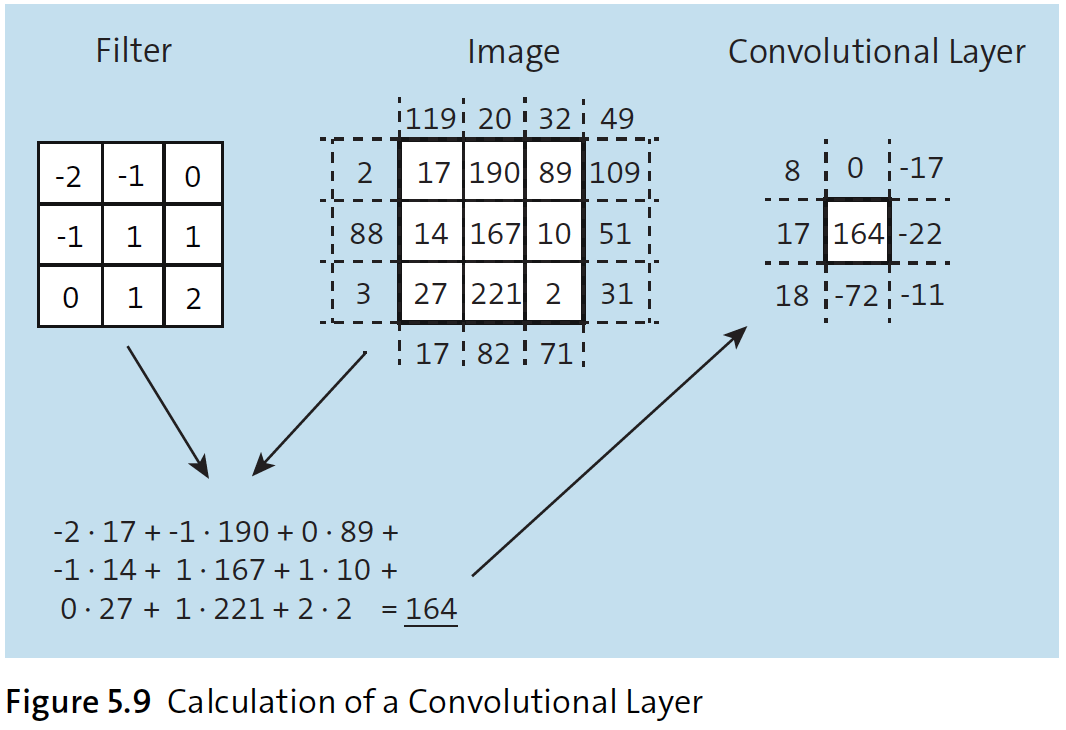 Filter Image Convolutional Layer
119 20 32 49
-2 -1 0 2 17 190 89 109 8 0 -17
-1 1 1 88 14 167 10 51 17 164 -22
0 1 2 3 27 221 2 31 18 -72 -11
17 82 71
-2 · 17 + -1 · 190 + 0 · 89 +
-1 · 14 + 1 · 167 + 1 · 10 +
0 · 27 + 1 · 221 + 2 · 2 = 164
Figure 5.9 Calculation of a Convolutional Layer